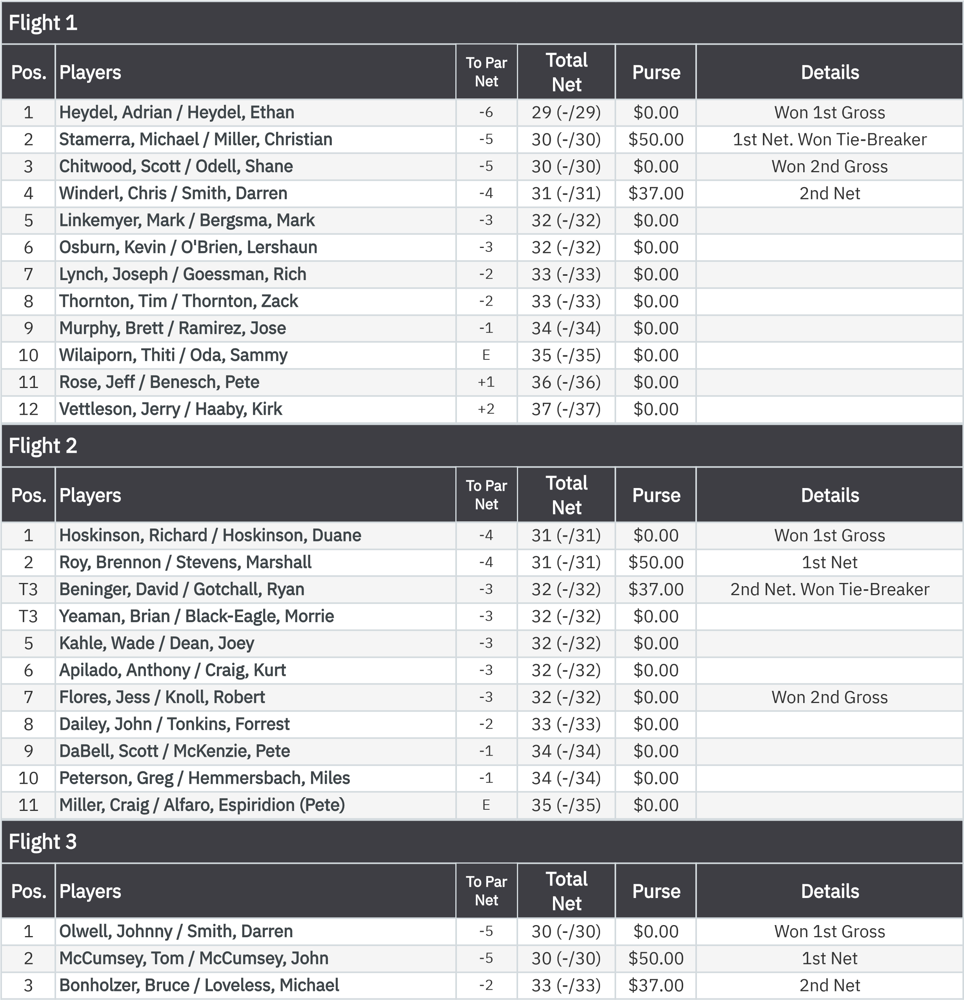 Flight 1
Pos. Players To Par Net Total Net Purse Details
1 Heydel, Adrian / Heydel, Ethan -6 29 (-/29) $0.00 Won 1st Gross
2 Stamerra, Michael / Miller, Christian -5 30 (-/30) $50.00 1st Net. Won Tie-Breaker
3 Chitwood, Scott / Odell, Shane -5 30 (-/30) $0.00 Won 2nd Gross
4 Winderl, Chris / Smith, Darren -4 31 (-/31) $37.00 2nd Net
5 Linkemyer, Mark / Bergsma, Mark -3 32 (-/32) $0.00
6 Osburn, Kevin / O'Brien, Lershaun -3 32 (-/32) $0.00
7 Lynch, Joseph / Goessman, Rich -2 33 (-/33) $0.00
8 Thornton, Tim / Thornton, Zack -2 33 (-/33) $0.00
9 Murphy, Brett / Ramirez, Jose -1 34 (-/34) $0.00
10 Wilaiporn, Thiti / Oda, Sammy E 35 (-/35) $0.00
11 Rose, Jeff / Benesch, Pete +1 36 (-/36) $0.00
12 Vettleson, Jerry / Haaby, Kirk +2 37 (-/37) $0.00
Flight 2
Pos. Players To Par Net Total Net Purse Details
1 Hoskinson, Richard / Hoskinson, Duane -4 31 (-/31) $0.00 Won 1st Gross
2 Roy, Brennon / Stevens, Marshall -4 31 (-/31) $50.00 1st Net
T3 Beninger, David / Gotchall, Ryan -3 32 (-/32) $37.00 2nd Net. Won Tie-Breaker
T3 Yeaman, Brian / Black-Eagle, Morrie -3 32 (-/32) $0.00
5 Kahle, Wade / Dean, Joey -3 32 (-/32) $0.00
6 Apilado, Anthony / Craig, Kurt -3 32 (-/32) $0.00
7 Flores, Jess / Knoll, Robert -3 32 (-/32) $0.00 Won 2nd Gross
8 Dailey, John / Tonkins, Forrest -2 33 (-/33) $0.00
9 DaBell, Scott / McKenzie, Pete -1 34 (-/34) $0.00
10 Peterson, Greg / Hemmersbach, Miles -1 34 (-/34) $0.00
11 Miller, Craig / Alfaro, Espiridion (Pete) E 35 (-/35) $0.00
Flight 3
Pos. Players To Par Net Total Net Purse Details
1 Olwell, Johnny / Smith, Darren -5 30 (-/30) $0.00 Won 1st Gross
2 McCumsey, Tom / McCumsey, John -5 30 (-/30) $50.00 1st Net
3 Bonholzer, Bruce / Loveless, Michael -2 33 (-/33) $37.00 2nd Net